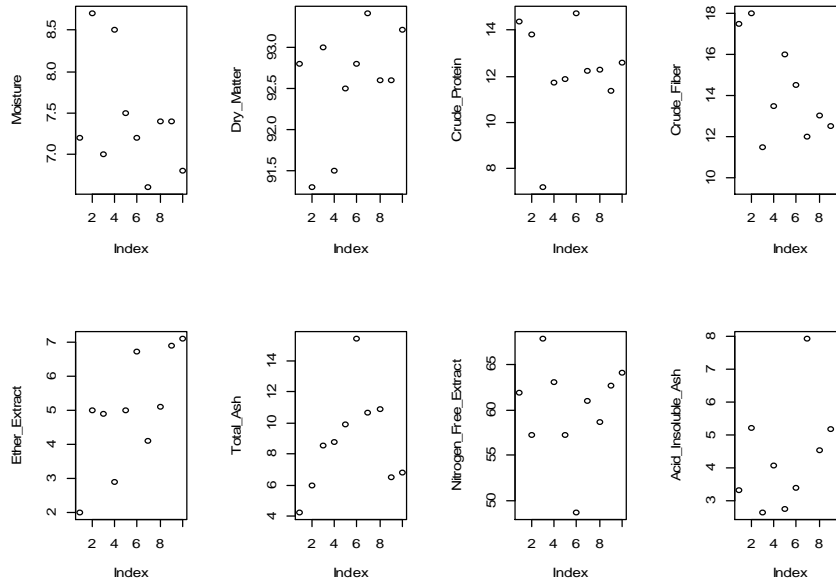 Moisture
7.0 7.5 8.0 8.5
2 4 6 8
Index
Dry_Matter
91.5 92.0 92.5 93.0
2 4 6 8
Index
Crude_Protein
8 10 12 14
2 4 6 8
Index
Crude_Fiber
10 12 14 16 18
2 4 6 8
Index
Ether_Extract
2 3 4 5 6 7
2 4 6 8
Index
Total_Ash
4 6 8 10 14
2 4 6 8
Index
Nitrogen_Free_Extract
50 55 60 65
2 4 6 8
Index
Acid_Insoluble_Ash
3 4 5 6 7 8
2 4 6 8
Index